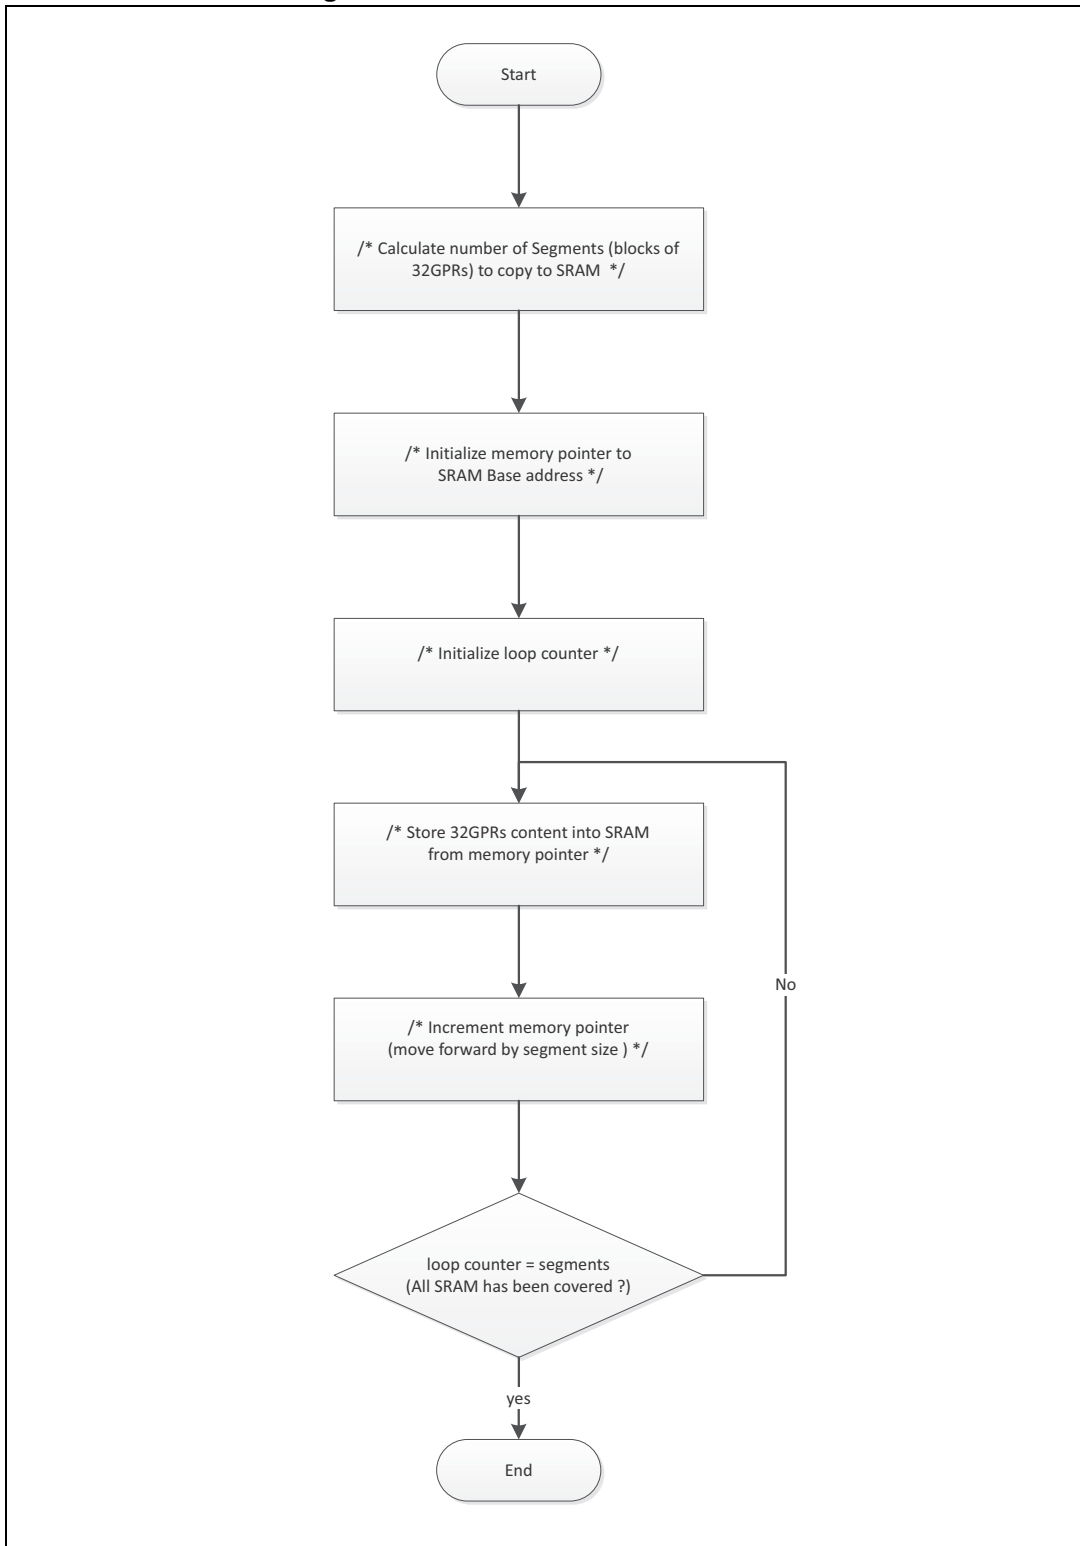 Start
/* Calculate number of Segments (blocks of
32GPRs) to copy to SRAM */
/* Initialize memory pointer to
SRAM Base address */
/* Initialize loop counter */
/* Store 32GPRs content into SRAM
from memory pointer */
No
/* Increment memory pointer
(move forward by segment size ) */
loop counter = segments
(All SRAM has been covered ?)
yes
End